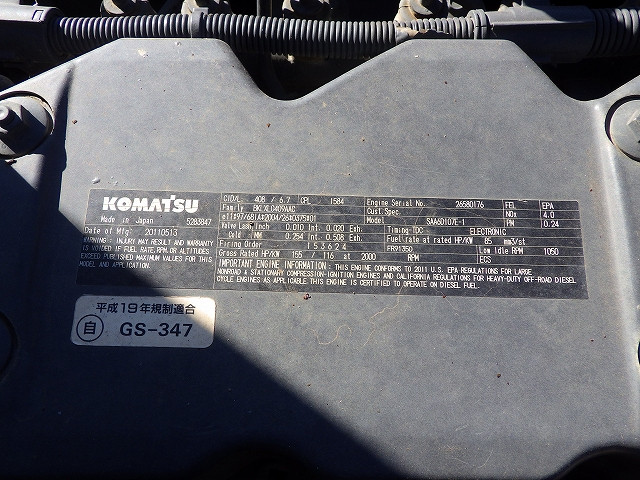 KOMATSU
Made in Japan 5283847
Date of Mfg. 20110513
WARNING: INJURY MAY RESULT AND WARRANTY
IS VOIDED IF FUEL RATE, RPM OR ALTITUDES
EXCEED PUBLISHED MAXIMUM VALUES FOR THIS
MODEL AND APPLICATION.
CID/L. 408 / 6.7 CPL 1584
Family
Valve Lash Inch 0.010 Int. 0.020 Exh.
Cold MM 0.254 Int. 0.508 Exh.
Firing Order 1 5 3 6 2 4
Gross Rated HP/KW 155 / 116 at 2000 RPM
Engine Serial No. 26580176
Cust.Spec.
Model SAA6D107E-1
Timing-TDC ELECTRONIC
Fuel rate at rated HP/KW 85 mm3/st
FR91350 Low Idle RPM 1050
ECS
FEL EPA
NOx 4.0
PM 0.24
IMPORTANT ENGINE INFORMATION : THIS ENGINE CONFORMS TO 2011 U.S. EPA REGULATIONS FOR LARGE
NONROAD & STATIONARY COMPRESSION-IGNITION ENGINES AND CALIFORNIA REGULATIONS FOR HEAVY-DUTY OFF-ROAD DIESEL
CYCLE ENGINES AS APPLICABLE. THIS ENGINE IS CERTIFIED TO OPERATE ON DIESEL FUEL.
平成19年規制適合
自 GS-347